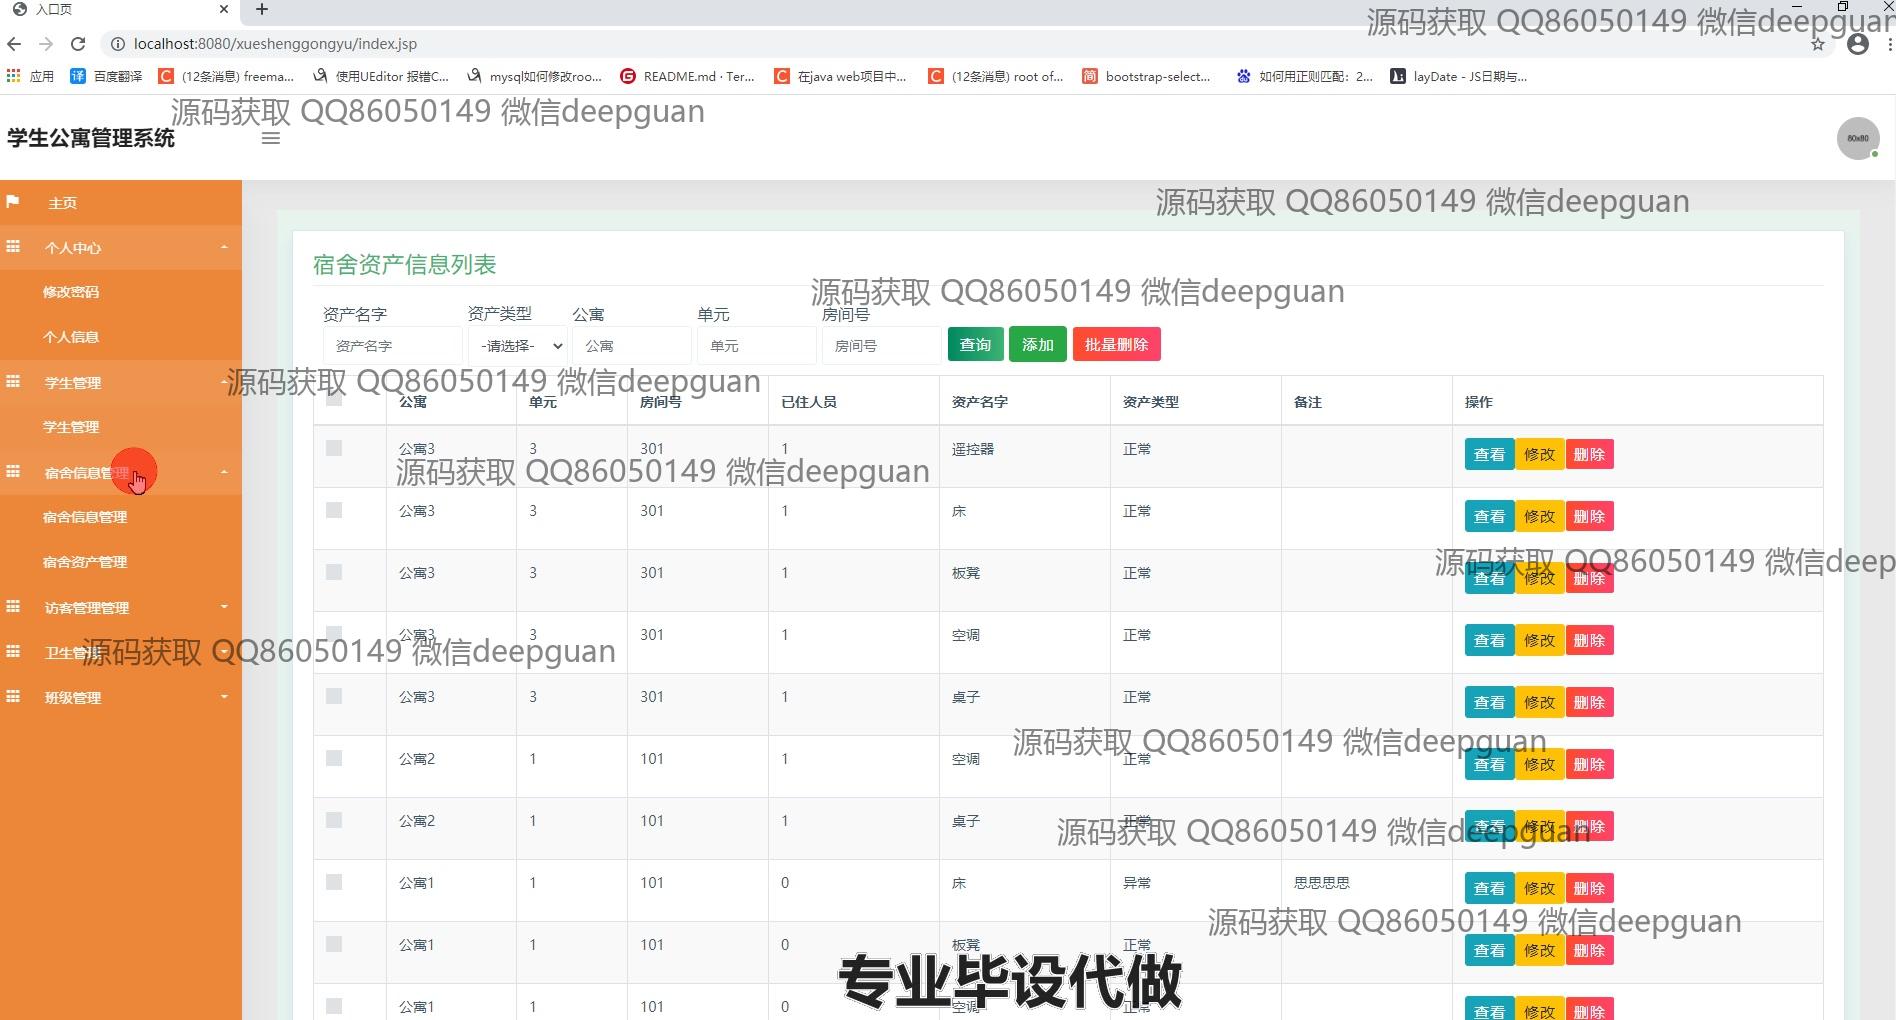 入口页
localhost:8080/xueshenggongyu/index.jsp
应用 百度翻译 (12条消息) freema... 使用UEditor 报错C... mysql如何修改roo... README.md · Ter... 在java web项目中... (12条消息) root of... bootstrap-select... 如何用正则匹配：2... layDate - JS日期与...
源码获取 QQ86050149 微信deepguan
源码获取 QQ86050149 微信deepguan
学生公寓管理系统
80x80
源码获取 QQ86050149 微信deepguan
主页
个人中心
修改密码
个人信息
学生管理
学生管理
宿舍信息管理
宿舍信息管理
宿舍资产管理
访客管理管理
卫生管理
班级管理
宿舍资产信息列表
源码获取 QQ86050149 微信deepguan
资产名字 资产类型 公寓 单元 房间号
资产名字 -请选择- 公寓 单元 房间号 查询 添加 批量删除
源码获取 QQ86050149 微信deepguan
公寓 单元 房间号 已住人员 资产名字 资产类型 备注 操作
公寓3 3 301 1 遥控器 正常 查看 修改 删除
源码获取 QQ86050149 微信deepguan
公寓3 3 301 1 床 正常 查看 修改 删除
源码获取 QQ86050149 微信deep
公寓3 3 301 1 板凳 正常 查看 修改 删除
公寓3 3 301 1 空调 正常 查看 修改 删除
源码获取 QQ86050149 微信deepguan
公寓3 3 301 1 桌子 正常 查看 修改 删除
源码获取 QQ86050149 微信deepguan
公寓2 1 101 1 空调 正常 查看 修改 删除
公寓2 1 101 1 桌子 正常 查看 修改 删除
源码获取 QQ86050149 微信deepguan
公寓1 1 101 0 床 异常 思思思思 查看 修改 删除
源码获取 QQ86050149 微信deepguan
公寓1 1 101 0 板凳 正常 查看 修改 删除
专业毕设代做
公寓1 1 101 0 空调 正常 查看 修改 删除